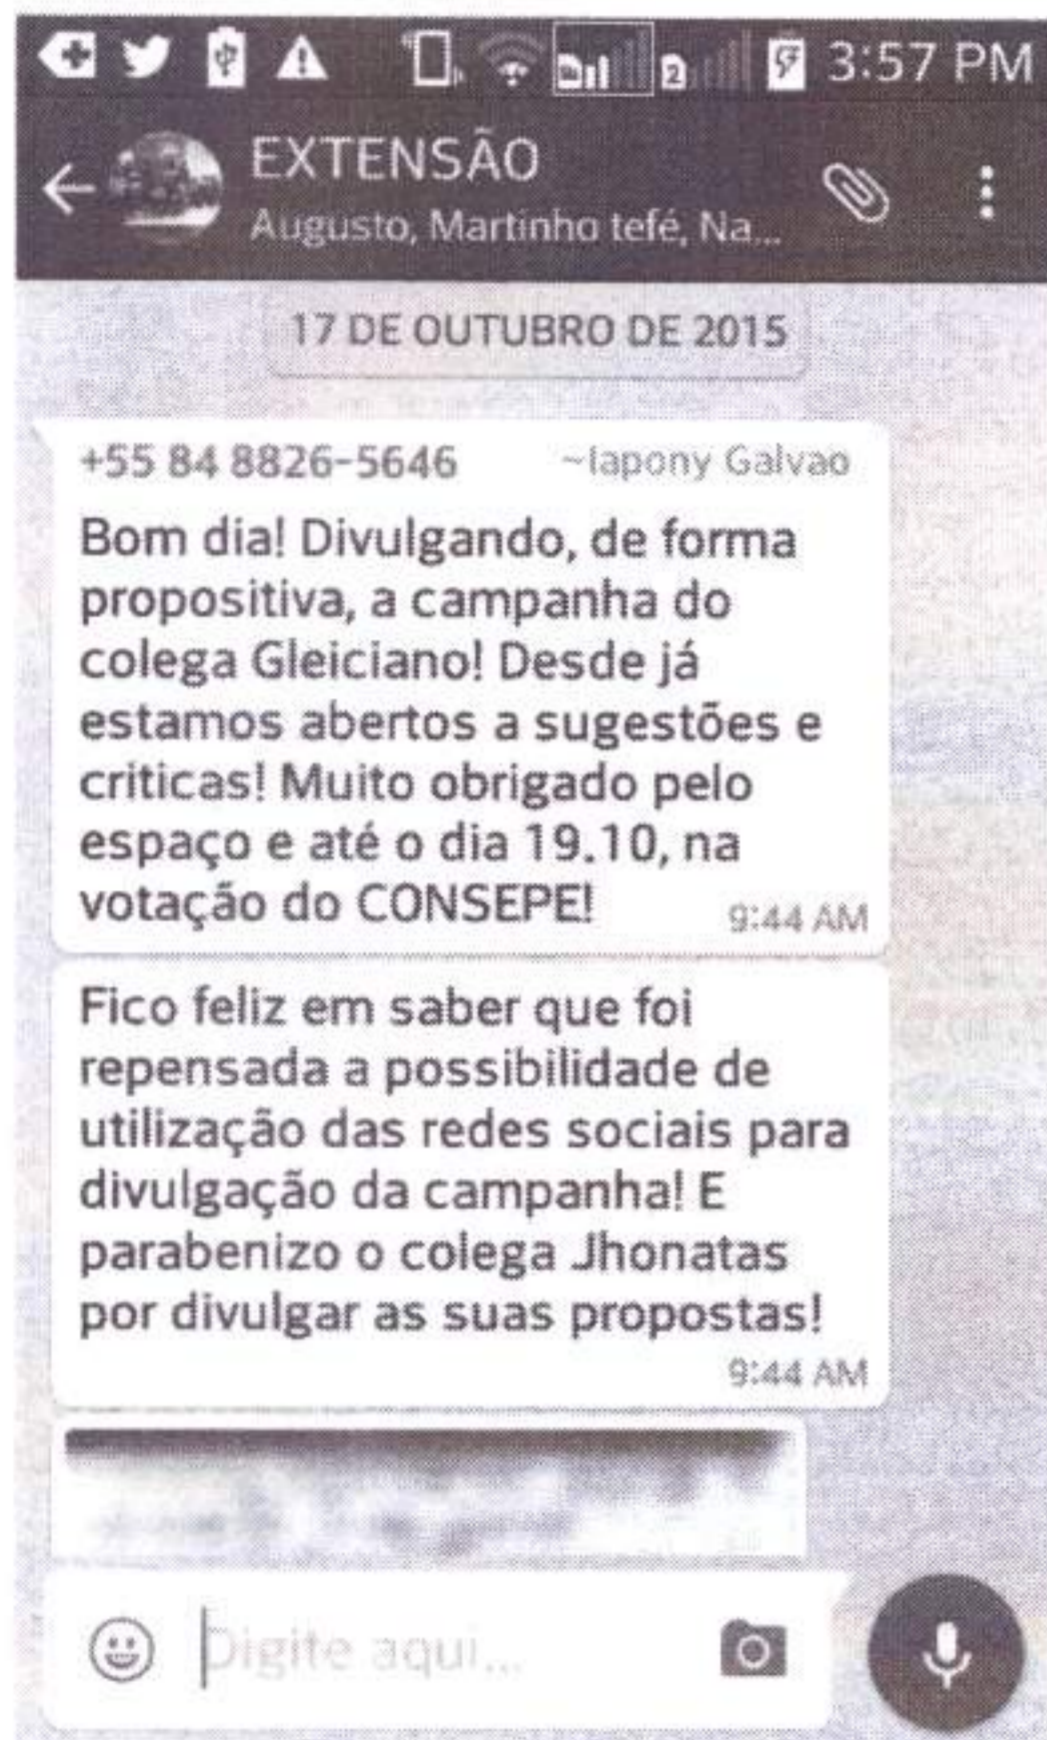 3:57 PM
EXTENSÃO
Augusto, Martinho tefé, Na...
17 DE OUTUBRO DE 2015
+55 84 8826-5646 ~Iapony Galvao
Bom dia! Divulgando, de forma
propositiva, a campanha do
colega Gleiciano! Desde já
estamos abertos a sugestões e
criticas! Muito obrigado pelo
espaço e até o dia 19.10, na
votação do CONSEPE!
9:44 AM
Fico feliz em saber que foi
repensada a possibilidade de
utilização das redes sociais para
divulgação da campanha! E
parabenizo o colega Jhonatas
por divulgar as suas propostas!
9:44 AM
Digite aqui...